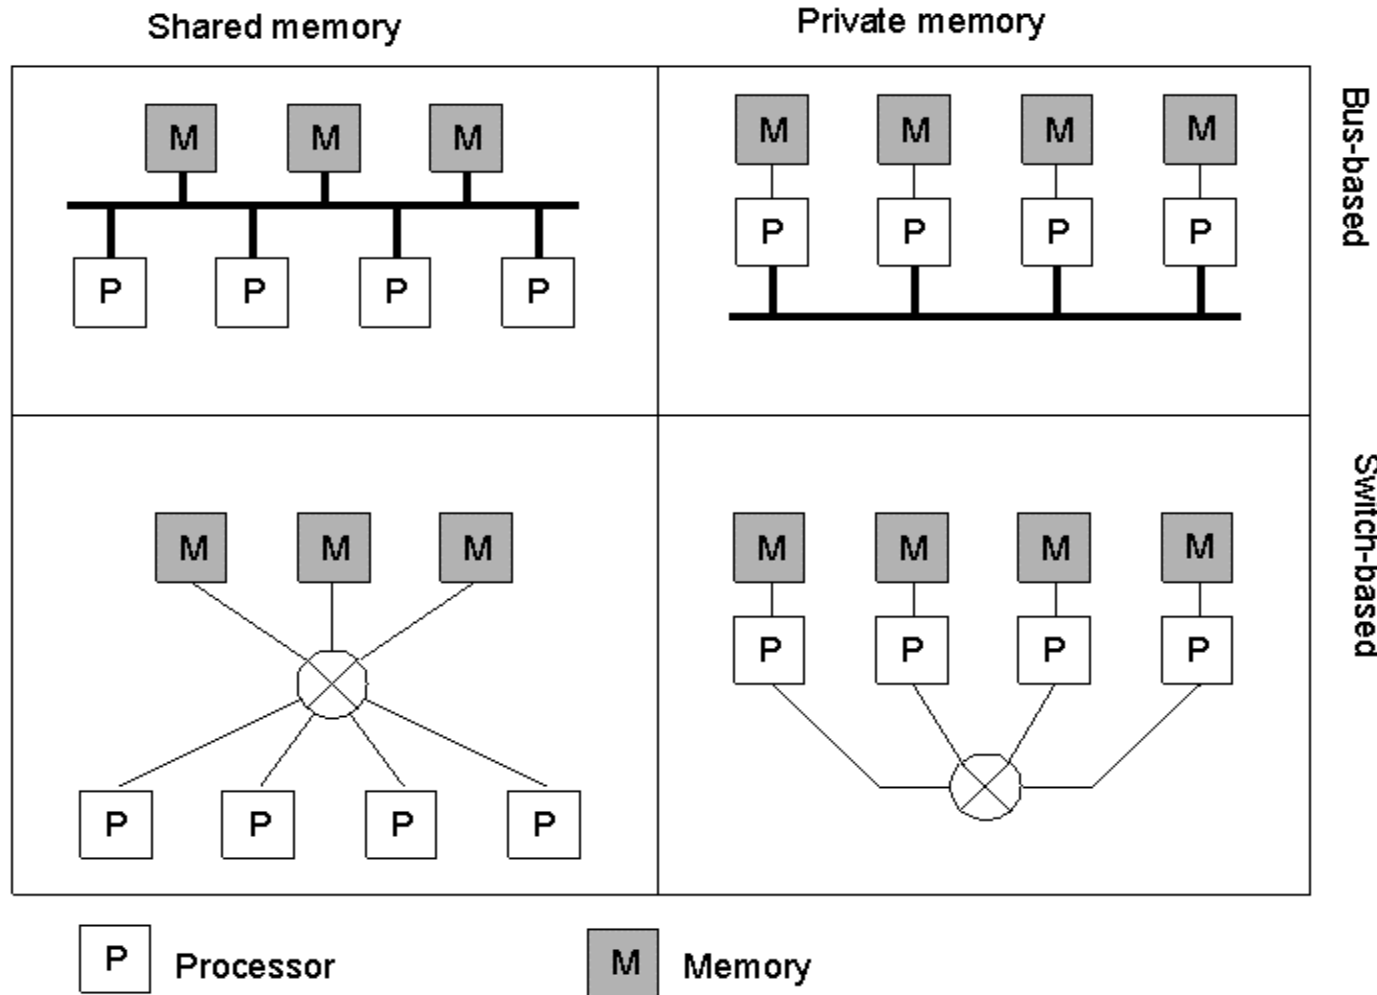 Shared memory
Private memory
M M M
M M M M
P P P P
P P P P
Bus-based
M M M
M M M M
P P P P
P P P P
Switch-based
P Processor
M Memory